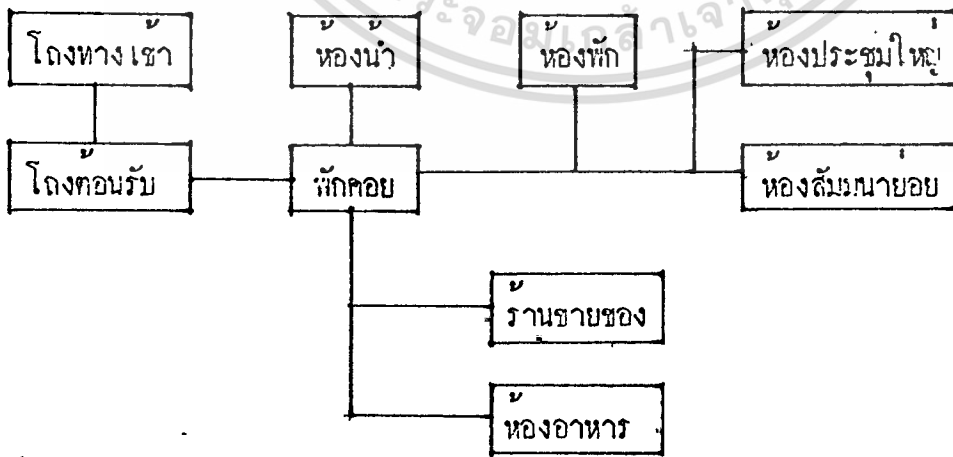 โถงทางเข้า
ห้องน้ำ
ห้องพัก
ห้องประชุมใหญ่
โถงต้อนรับ
พักคอย
ห้องสัมมนาย่อย
ร้านขายของ
ห้องอาหาร